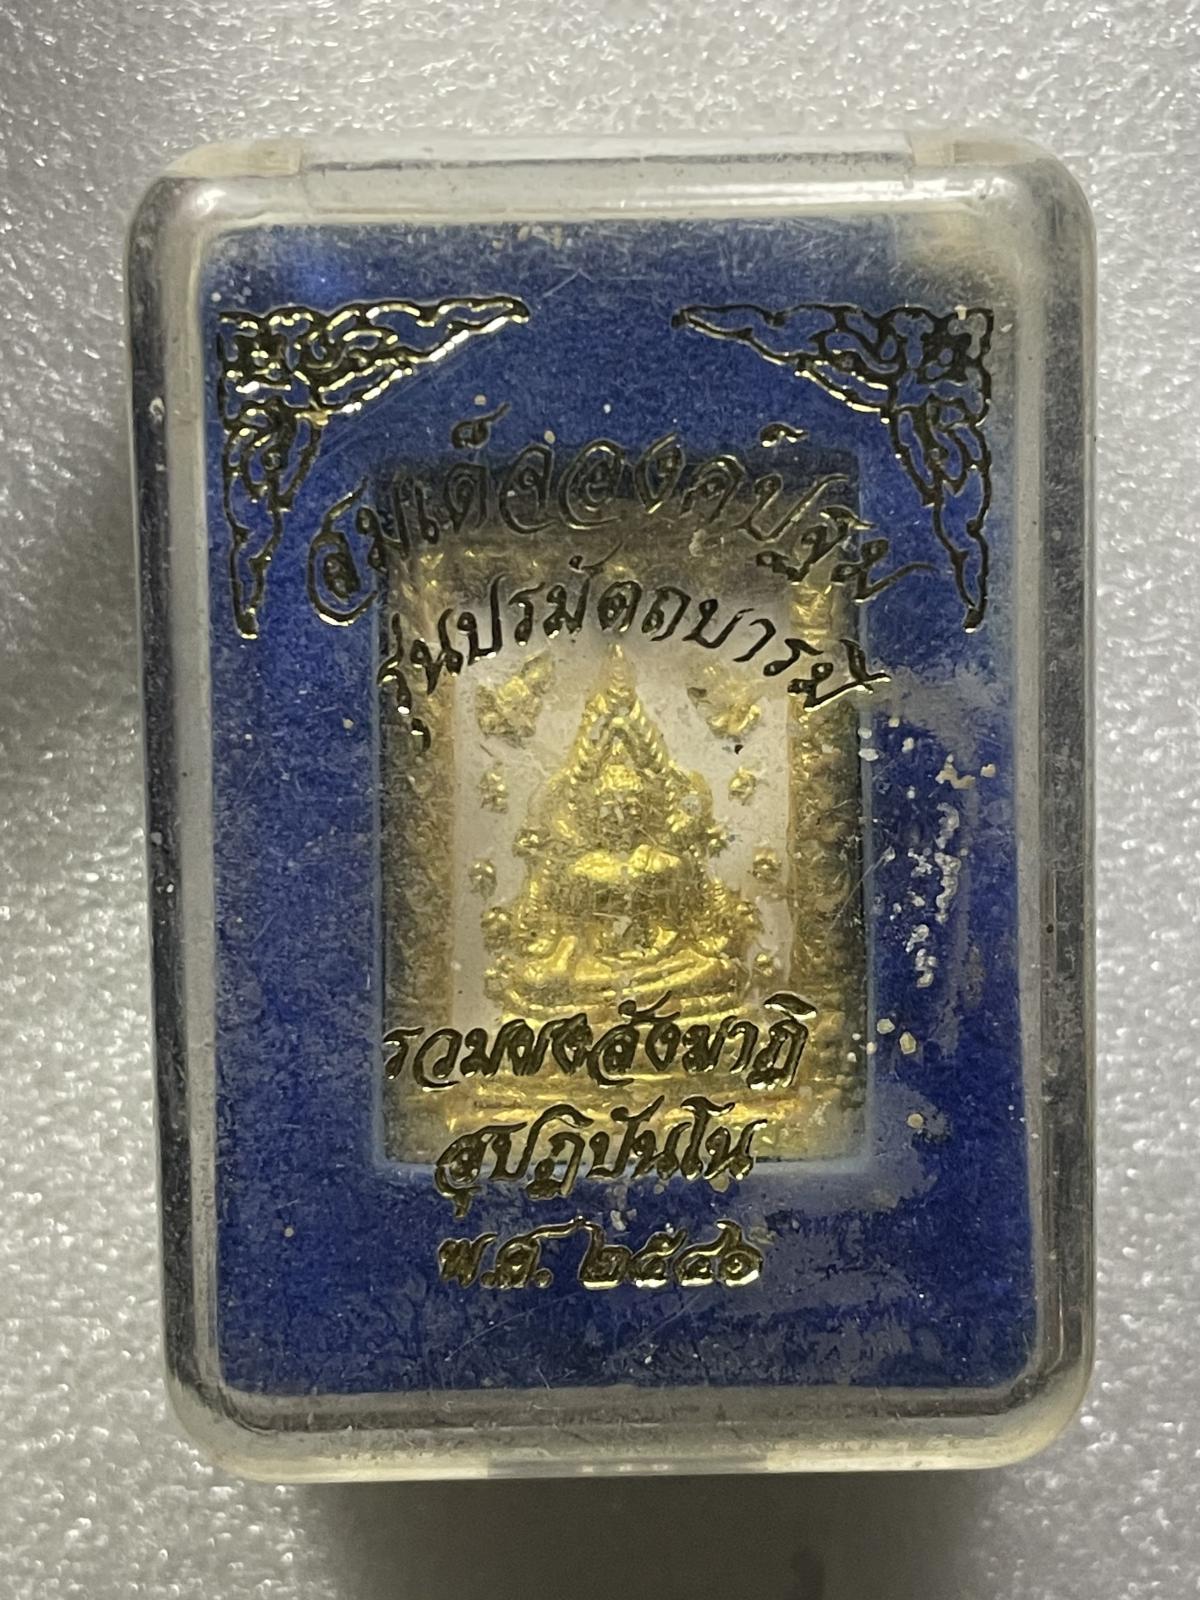 สมเด็จองค์ปฐม
รุ่นปรมัตถบารมี
รวมผงสังฆาฏิ
สุปฏิปันโน
พ.ศ. ๒๕๔๖